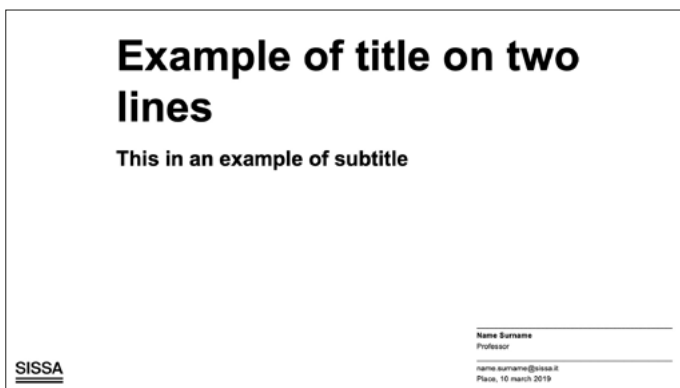 Example of title on two
lines
This in an example of subtitle
Name Surname
Professor
name.surname@sissa.it
Place, 10 march 2019
SISSA